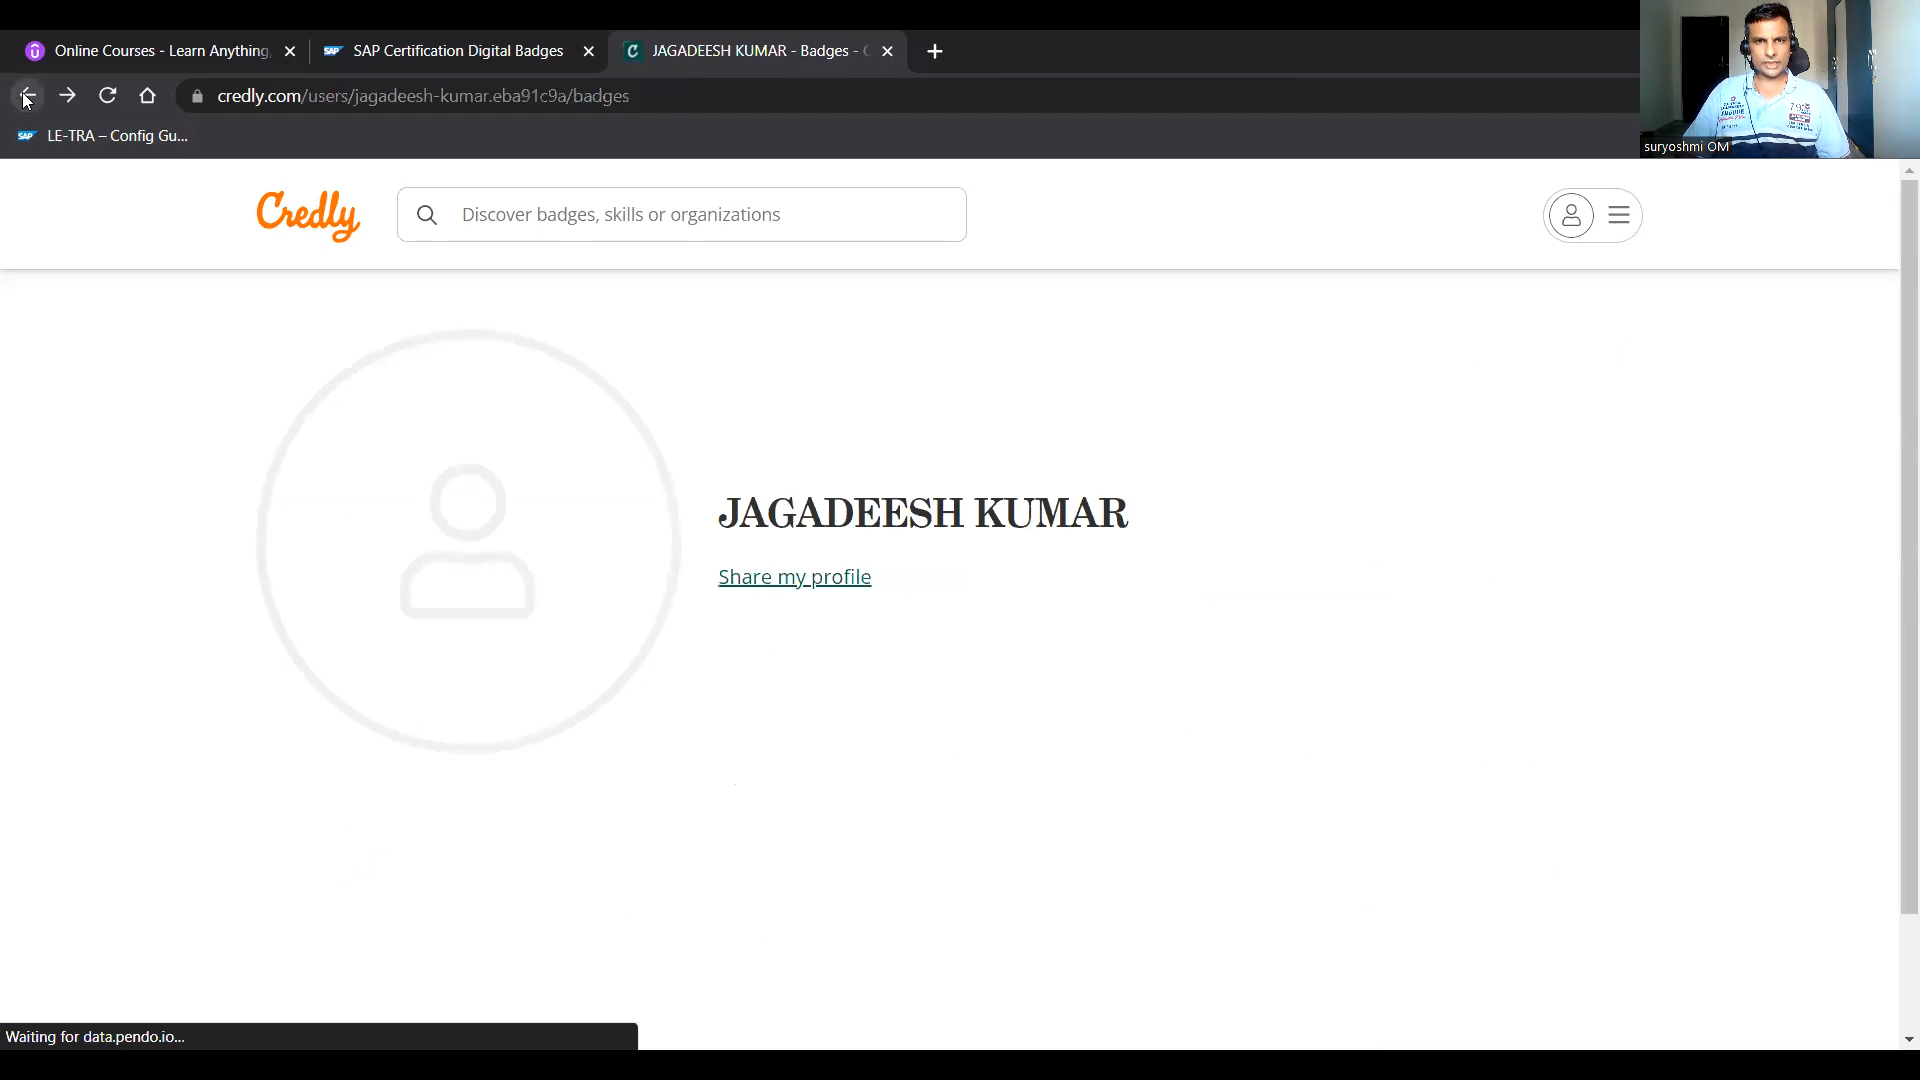 Online Courses - Learn Anything,
SAP Certification Digital Badges
JAGADEESH KUMAR - Badges - C
credly.com/users/jagadeesh-kumar.eba91c9a/badges
SAP LE-TRA – Config Gu...
suryoshmi OM
Credly
Discover badges, skills or organizations
JAGADEESH KUMAR
Share my profile
Waiting for data.pendo.io...